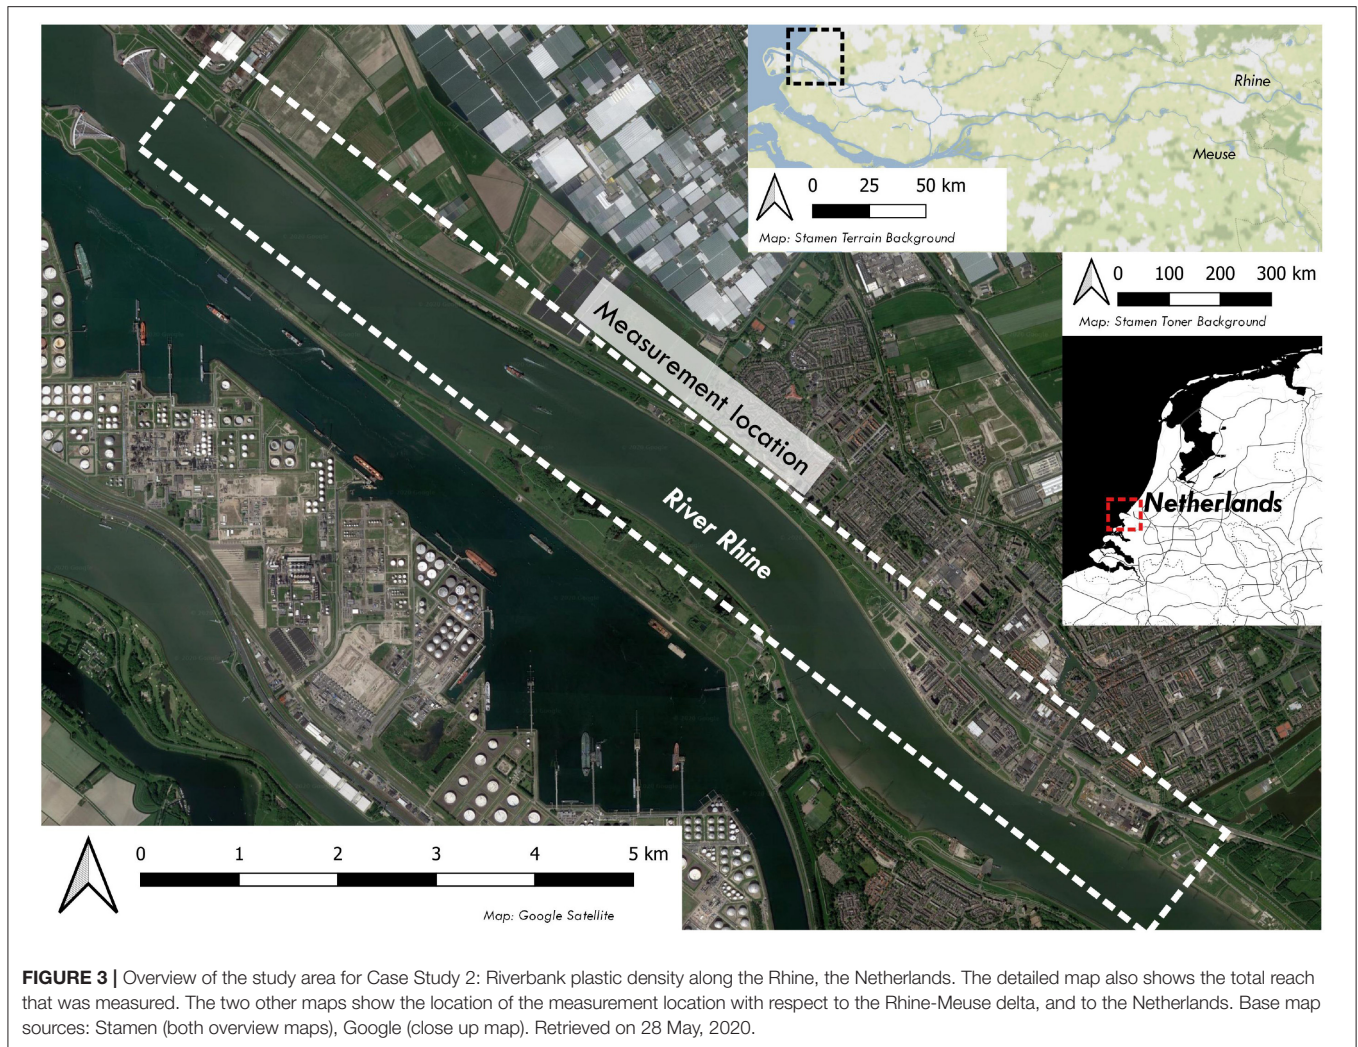 Rhine
Meuse
0 25 50 km
Map: Stamen Terrain Background
0 100 200 300 km
Map: Stamen Toner Background
Measurement location
River Rhine
Netherlands
0 1 2 3 4 5 km
Map: Google Satellite
FIGURE 3 | Overview of the study area for Case Study 2: Riverbank plastic density along the Rhine, the Netherlands. The detailed map also shows the total reach
that was measured. The two other maps show the location of the measurement location with respect to the Rhine-Meuse delta, and to the Netherlands. Base map
sources: Stamen (both overview maps), Google (close up map). Retrieved on 28 May, 2020.